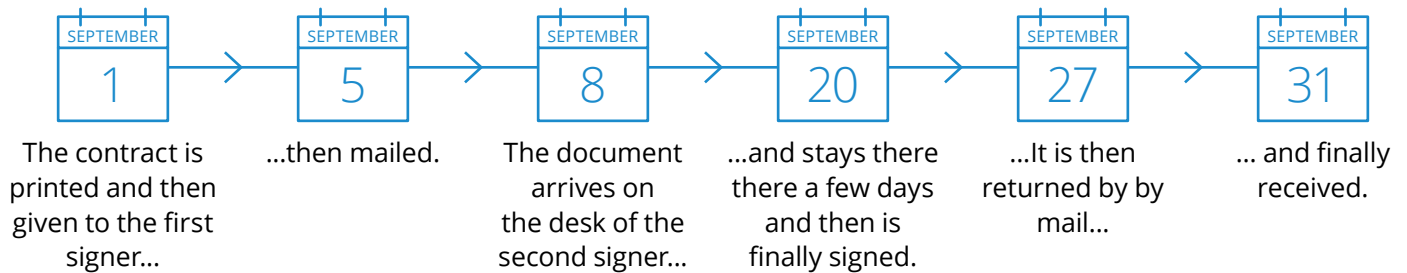 SEPTEMBER
1
The contract is
printed and then
given to the first
signer...
SEPTEMBER
5
...then mailed.
SEPTEMBER
8
The document
arrives on
the desk of the
second signer...
SEPTEMBER
20
...and stays there
there a few days
and then is
finally signed.
SEPTEMBER
27
...It is then
returned by by
mail...
SEPTEMBER
31
... and finally
received.